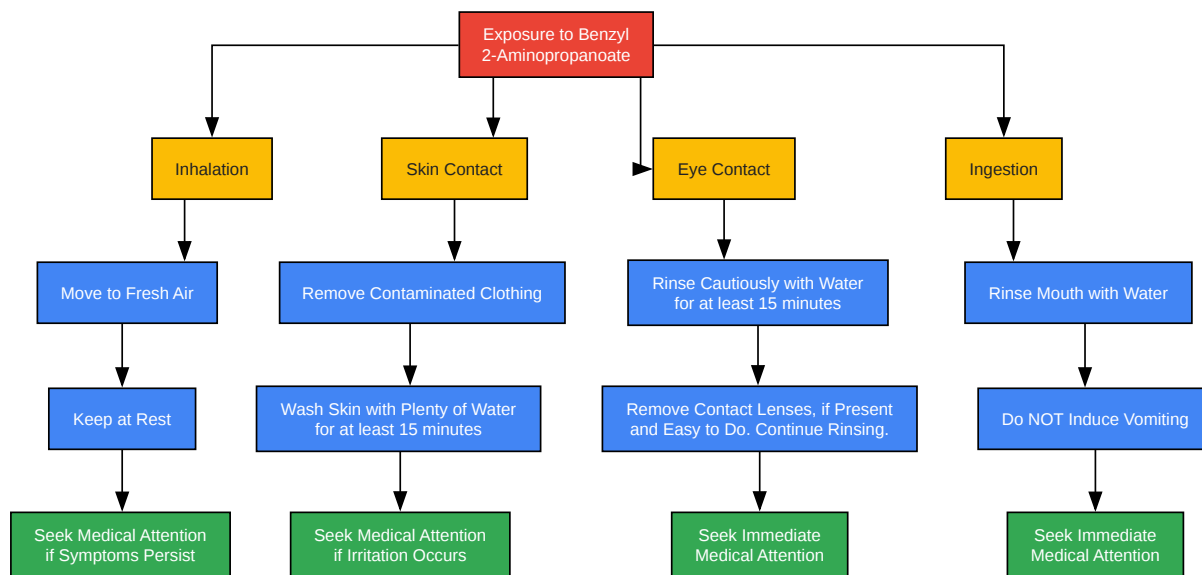 Exposure to Benzyl
2-Aminopropanoate
Inhalation
Skin Contact
Eye Contact
Ingestion
Move to Fresh Air
Remove Contaminated Clothing
Rinse Cautiously with Water
for at least 15 minutes
Rinse Mouth with Water
Keep at Rest
Wash Skin with Plenty of Water
for at least 15 minutes
Remove Contact Lenses, if Present
and Easy to Do. Continue Rinsing.
Do NOT Induce Vomiting
Seek Medical Attention
if Symptoms Persist
Seek Medical Attention
if Irritation Occurs
Seek Immediate
Medical Attention
Seek Immediate
Medical Attention